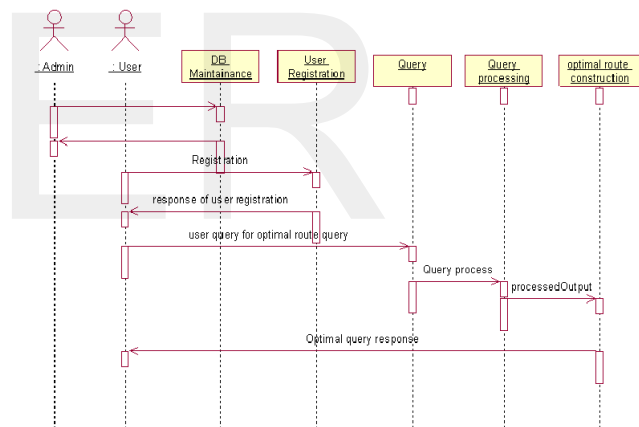 ER
: Admin
: User
DB
Maintainance
User
Registration
Query
Query
processing
optimal route
construction
Registration
response of user registration
user query for optimal route query
Query process
processedOutput
Optimal query response